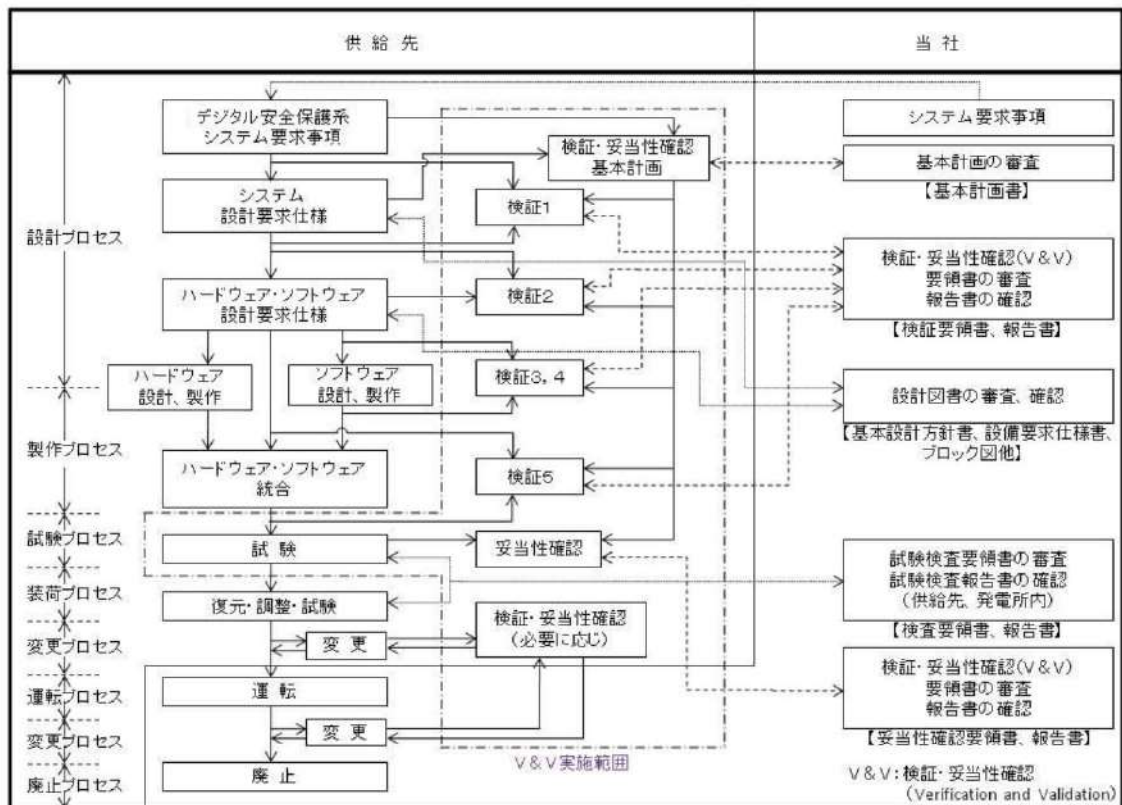 供 給 先
当 社
設計プロセス
製作プロセス
試験プロセス
装荷プロセス
変更プロセス
運転プロセス
変更プロセス
廃止プロセス
デジタル安全保護系
システム要求事項
システム
設計要求仕様
ハードウェア・ソフトウェア
設計要求仕様
ハードウェア
設計、製作
ソフトウェア
設計、製作
ハードウェア・ソフトウェア
統合
試 験
復元・調整・試験
変 更
運 転
変 更
廃 止
検証・妥当性確認
基本計画
検証1
検証2
検証3，4
検証5
妥当性確認
検証・妥当性確認
(必要に応じ)
V&V実施範囲
システム要求事項
基本計画の審査
【基本計画書】
検証・妥当性確認(V&V)
要領書の審査
報告書の確認
【検証要領書、報告書】
設計図書の審査、確認
【基本設計方針書、設備要求仕様書、
ブロック図他】
試験検査要領書の審査
試験検査報告書の確認
(供給先、発電所内)
【検査要領書、報告書】
検証・妥当性確認(V&V)
要領書の審査
報告書の確認
【妥当性確認要領書、報告書】
V&V：検証・妥当性確認
(Verification and Validation)